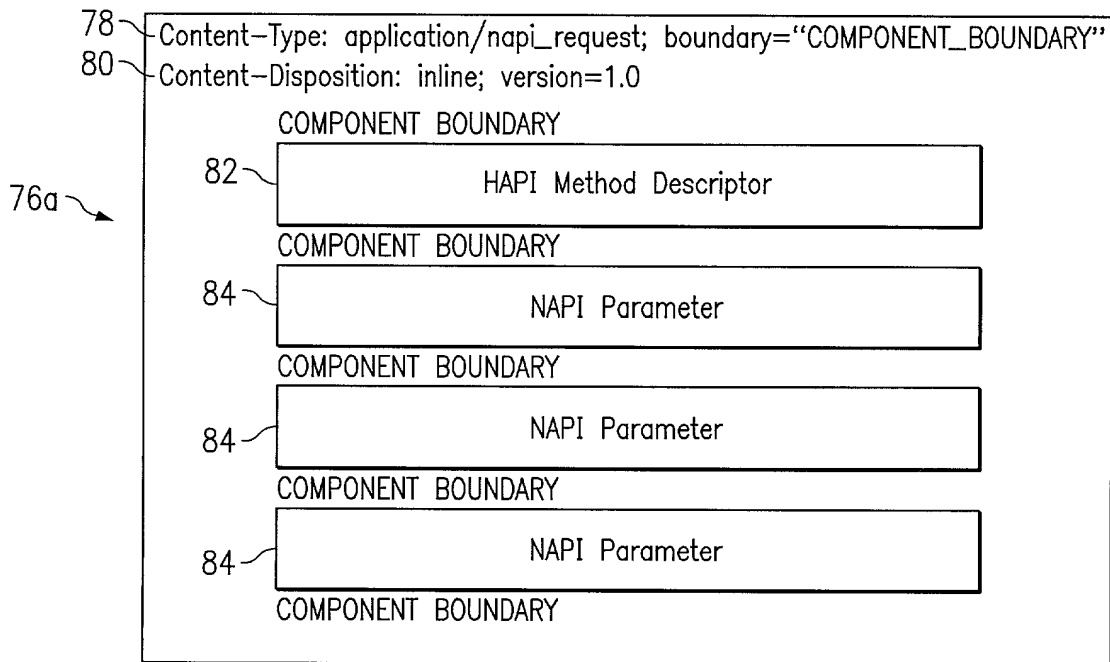 78 Content-Type: application/napi_request; boundary=“COMPONENT_BOUNDARY”
80 Content-Disposition: inline; version=1.0
COMPONENT BOUNDARY
82 HAPI Method Descriptor
76a
COMPONENT BOUNDARY
84 NAPI Parameter
COMPONENT BOUNDARY
84 NAPI Parameter
COMPONENT BOUNDARY
84 NAPI Parameter
COMPONENT BOUNDARY